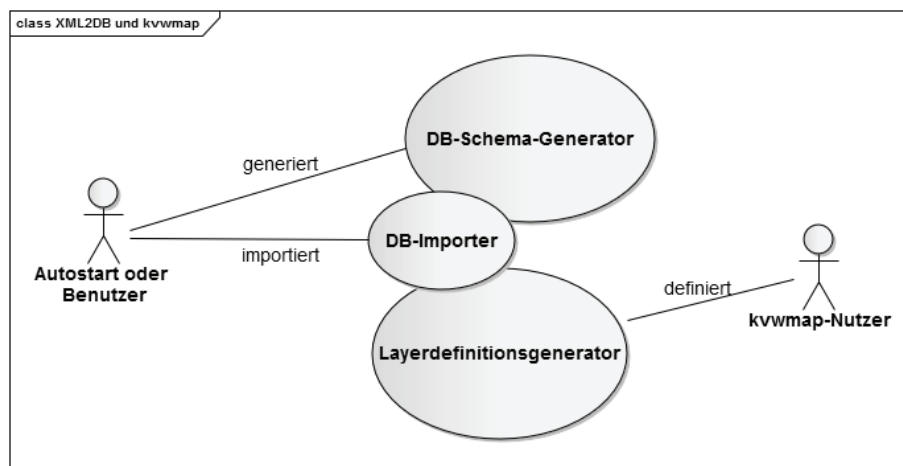 class XML2DB und kvwmap
DB-Schema-Generator
generiert
DB-Importer
importiert
Autostart oder
Benutzer
definiert
kvwmap-Nutzer
Layerdefinitionsgenerator